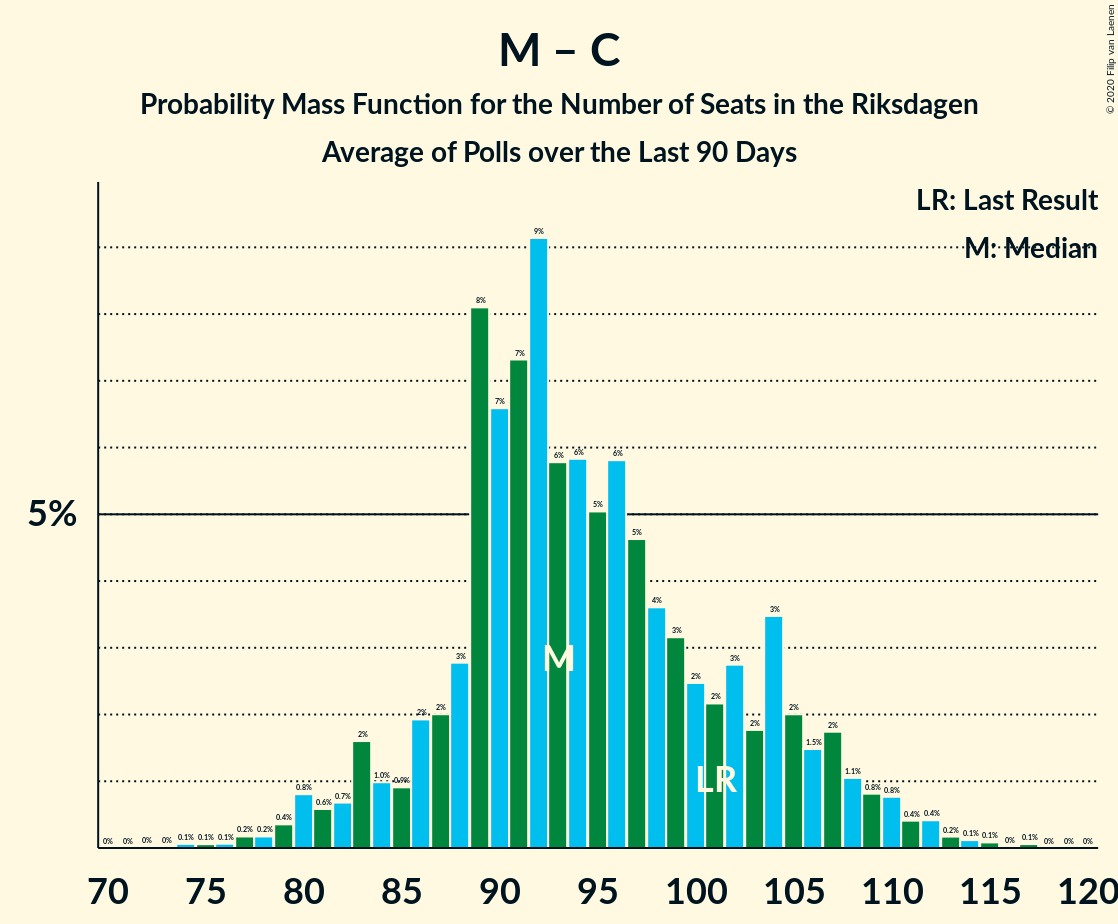 M – C
Probability Mass Function for the Number of Seats in the Riksdagen
Average of Polls over the Last 90 Days
© 2020 Filip van Laenen
LR: Last Result
M: Median
5%
0% 0% 0% 0% 0.1% 0.1% 0.1% 0.2% 0.2% 0.4% 0.8% 0.6% 0.7% 2% 1.0% 0.9% 2% 2% 3% 8% 7% 7% 9% 6% 6% 5% 6% 5% 4% 3% 2% 2% 3% 2% 3% 2% 1.5% 2% 1.1% 0.8% 0.8% 0.4% 0.4% 0.2% 0.1% 0.1% 0% 0.1% 0% 0% 0%
M
LR
70 75 80 85 90 95 100 105 110 115 120